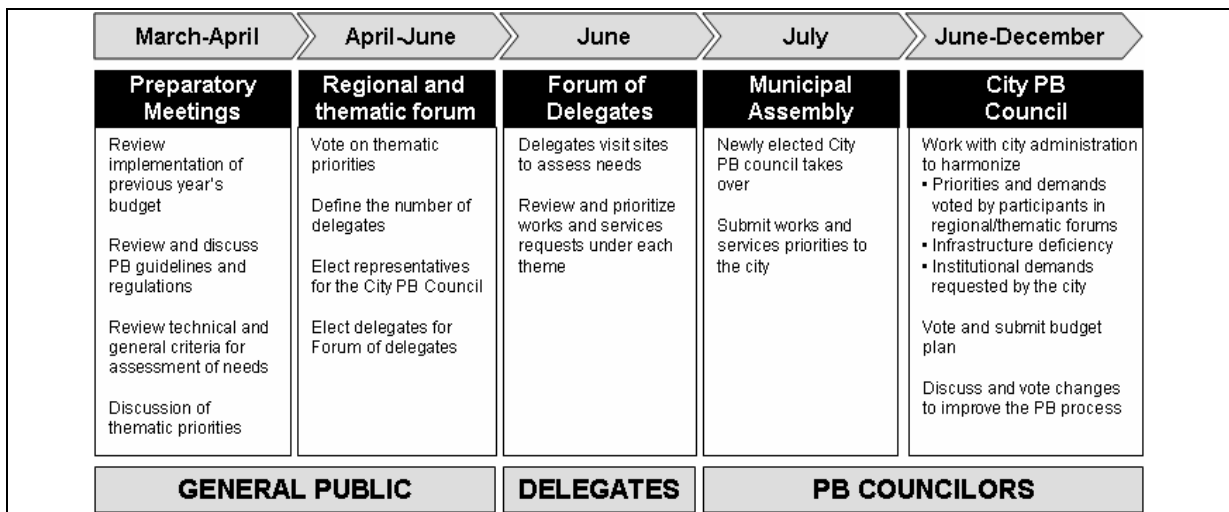 March-April
April-June
June
July
June-December
Preparatory
Meetings
Review
implementation of
previous year's
budget
Review and discuss
PB guidelines and
regulations
Review technical and
general criteria for
assessment of needs
Discussion of
thematic priorities
Regional and
thematic forum
Vote on thematic
priorities
Define the number of
delegates
Elect representatives
for the City PB Council
Elect delegates for
Forum of delegates
Forum of
Delegates
Delegates visit sites
to assess needs
Review and prioritize
works and services
requests under each
theme
Municipal
Assembly
Newly elected City
PB council takes
over
Submit works and
services priorities to
the city
City PB
Council
Work with city administration
to harmonize
▪ Priorities and demands
voted by participants in
regional/thematic forums
▪ Infrastructure deficiency
▪ Institutional demands
requested by the city
Vote and submit budget
plan
Discuss and vote changes
to improve the PB process
GENERAL PUBLIC
DELEGATES
PB COUNCILORS